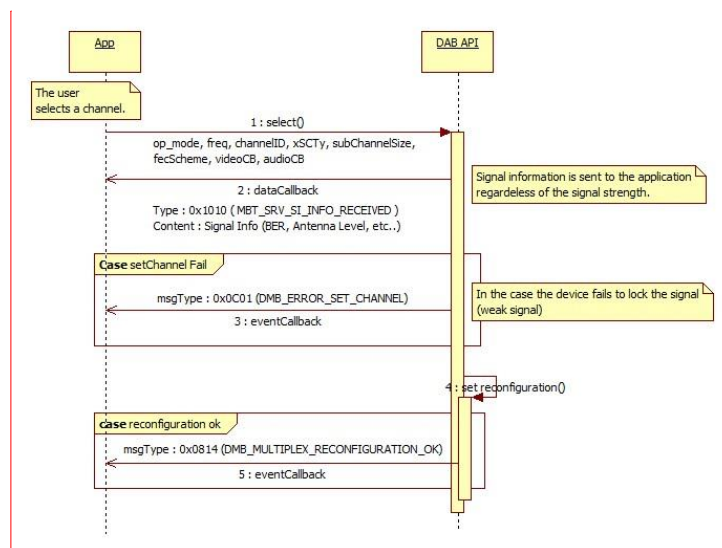 App
DAB API
The user
selects a channel.
1 : select()
op_mode, freq, channelID, xSCTy, subChannelSize,
fecScheme, videoCB, audioCB
Signal information is sent to the application
regardeless of the signal strength.
2 : dataCallback
Type : 0x1010 ( MBT_SRV_SI_INFO_RECEIVED )
Content : Signal Info (BER, Antenna Level, etc..)
Case setChannel Fail
In the case the device fails to lock the signal
(weak signal)
msgType : 0x0C01 (DMB_ERROR_SET_CHANNEL)
3 : eventCallback
4 : set reconfiguration()
case reconfiguration ok
msgType : 0x0814 (DMB_MULTIPLEX_RECONFIGURATION_OK)
5 : eventCallback